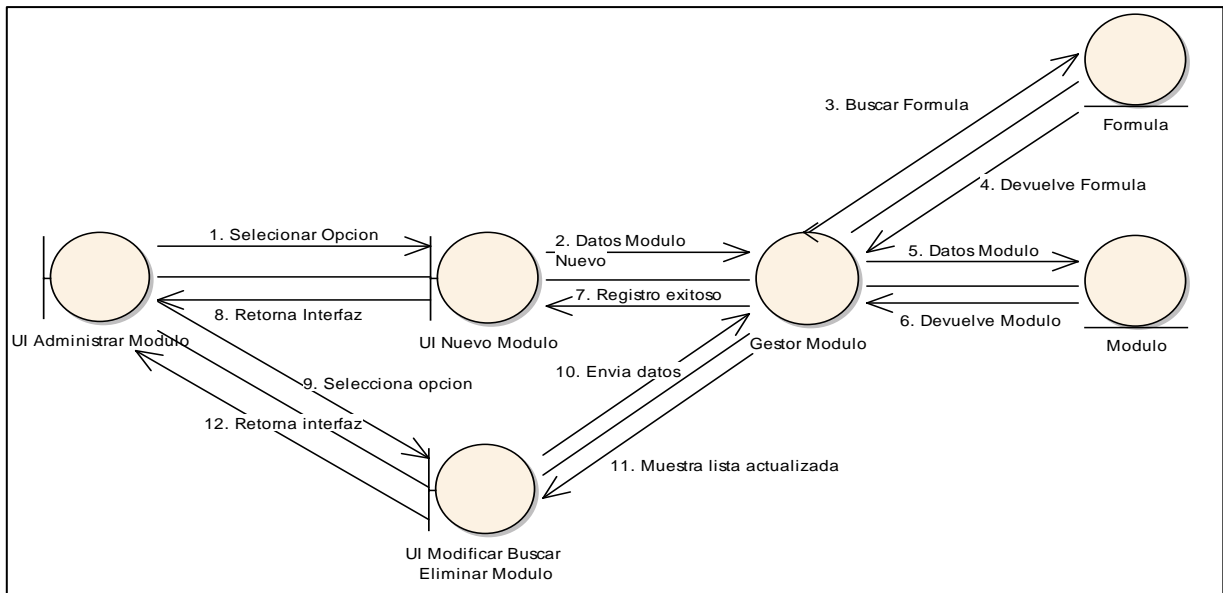 3. Buscar Formula
Formula
4. Devuelve Formula
1. Selecionar Opcion
2. Datos Modulo
Nuevo
5. Datos Modulo
7. Registro exitoso
8. Retorna Interfaz
6. Devuelve Modulo
UI Administrar Modulo
UI Nuevo Modulo
Gestor Modulo
Modulo
10. Envia datos
9. Selecciona opcion
12. Retorna interfaz
11. Muestra lista actualizada
UI Modificar Buscar
Eliminar Modulo